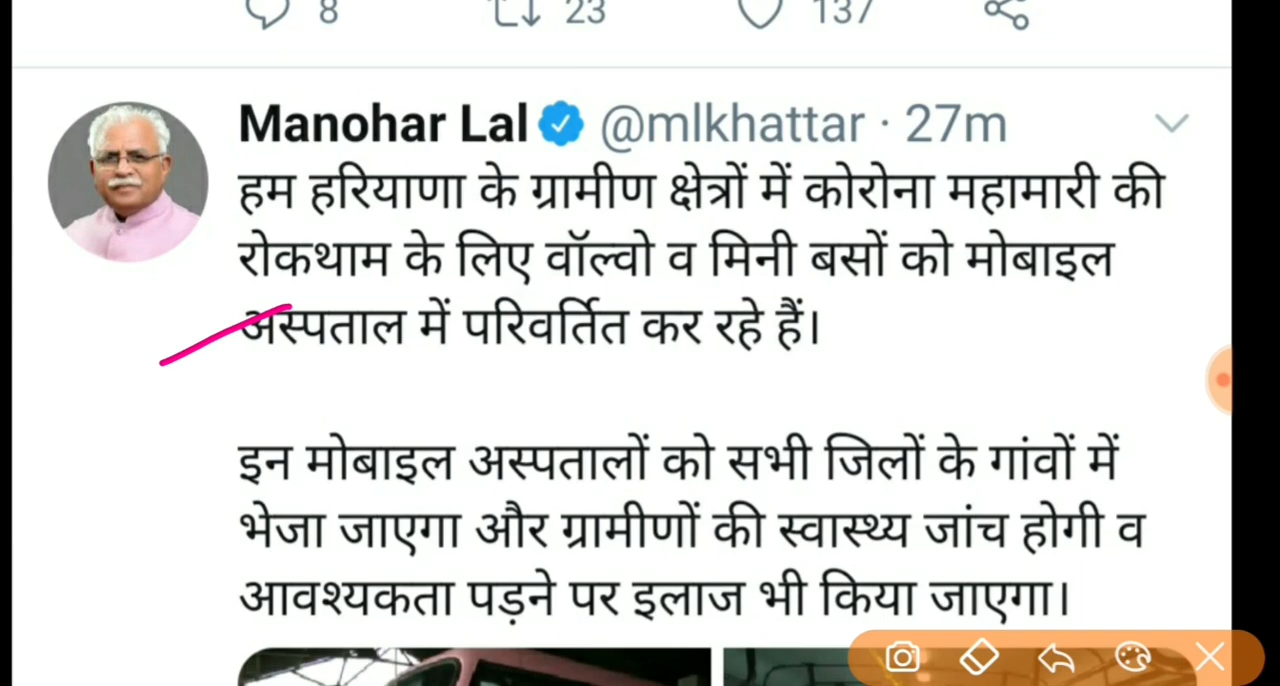 8 23 137
Manohar Lal @mlkhattar · 27m
हम हरियाणा के ग्रामीण क्षेत्रों में कोरोना महामारी की
रोकथाम के लिए वॉल्वो व मिनी बसों को मोबाइल
अस्पताल में परिवर्तित कर रहे हैं।
इन मोबाइल अस्पतालों को सभी जिलों के गांवों में
भेजा जाएगा और ग्रामीणों की स्वास्थ्य जांच होगी व
आवश्यकता पड़ने पर इलाज भी किया जाएगा।